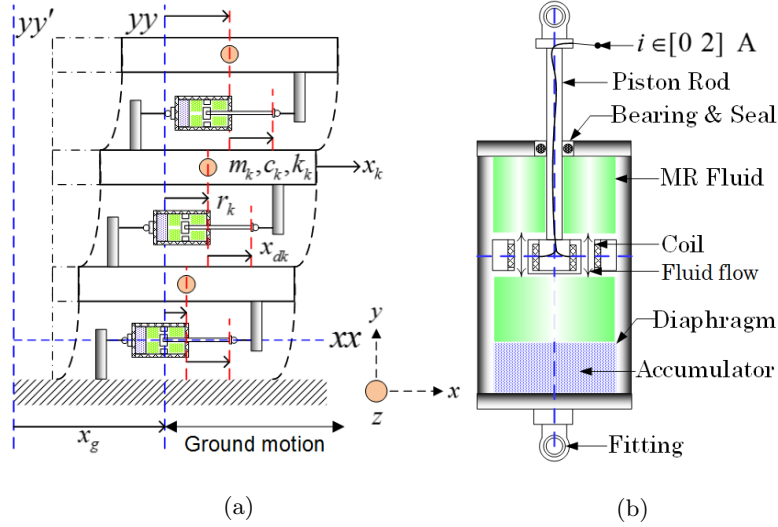 yy′
yy
m_k, c_k, k_k
x_k
r_k
x_dk
xx
y
x
z
x_g
Ground motion
(a)
i ∈[0 2] A
Piston Rod
Bearing & Seal
MR Fluid
Coil
Fluid flow
Diaphragm
Accumulator
Fitting
(b)